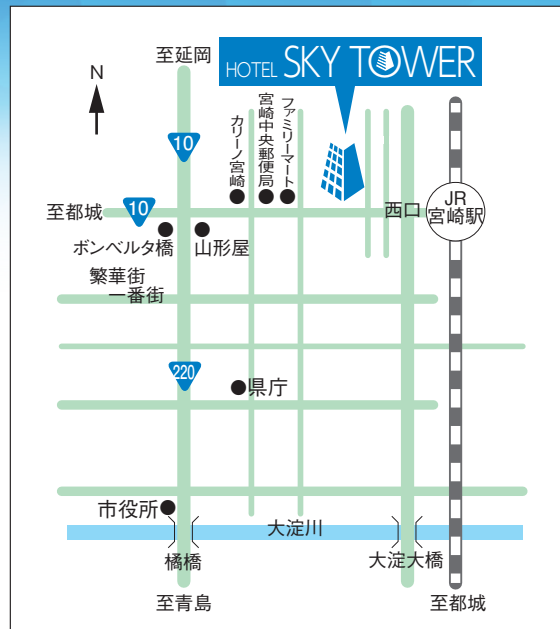 至延岡
HOTEL SKY TOWER
N
10
カリーノ宮崎
宮崎中央郵便局
ファミリーマート
至都城
10
西口
JR
宮崎駅
ボンベルタ橘
山形屋
繁華街
一番街
220
県庁
市役所
大淀川
橘橋
大淀大橋
至青島
至都城